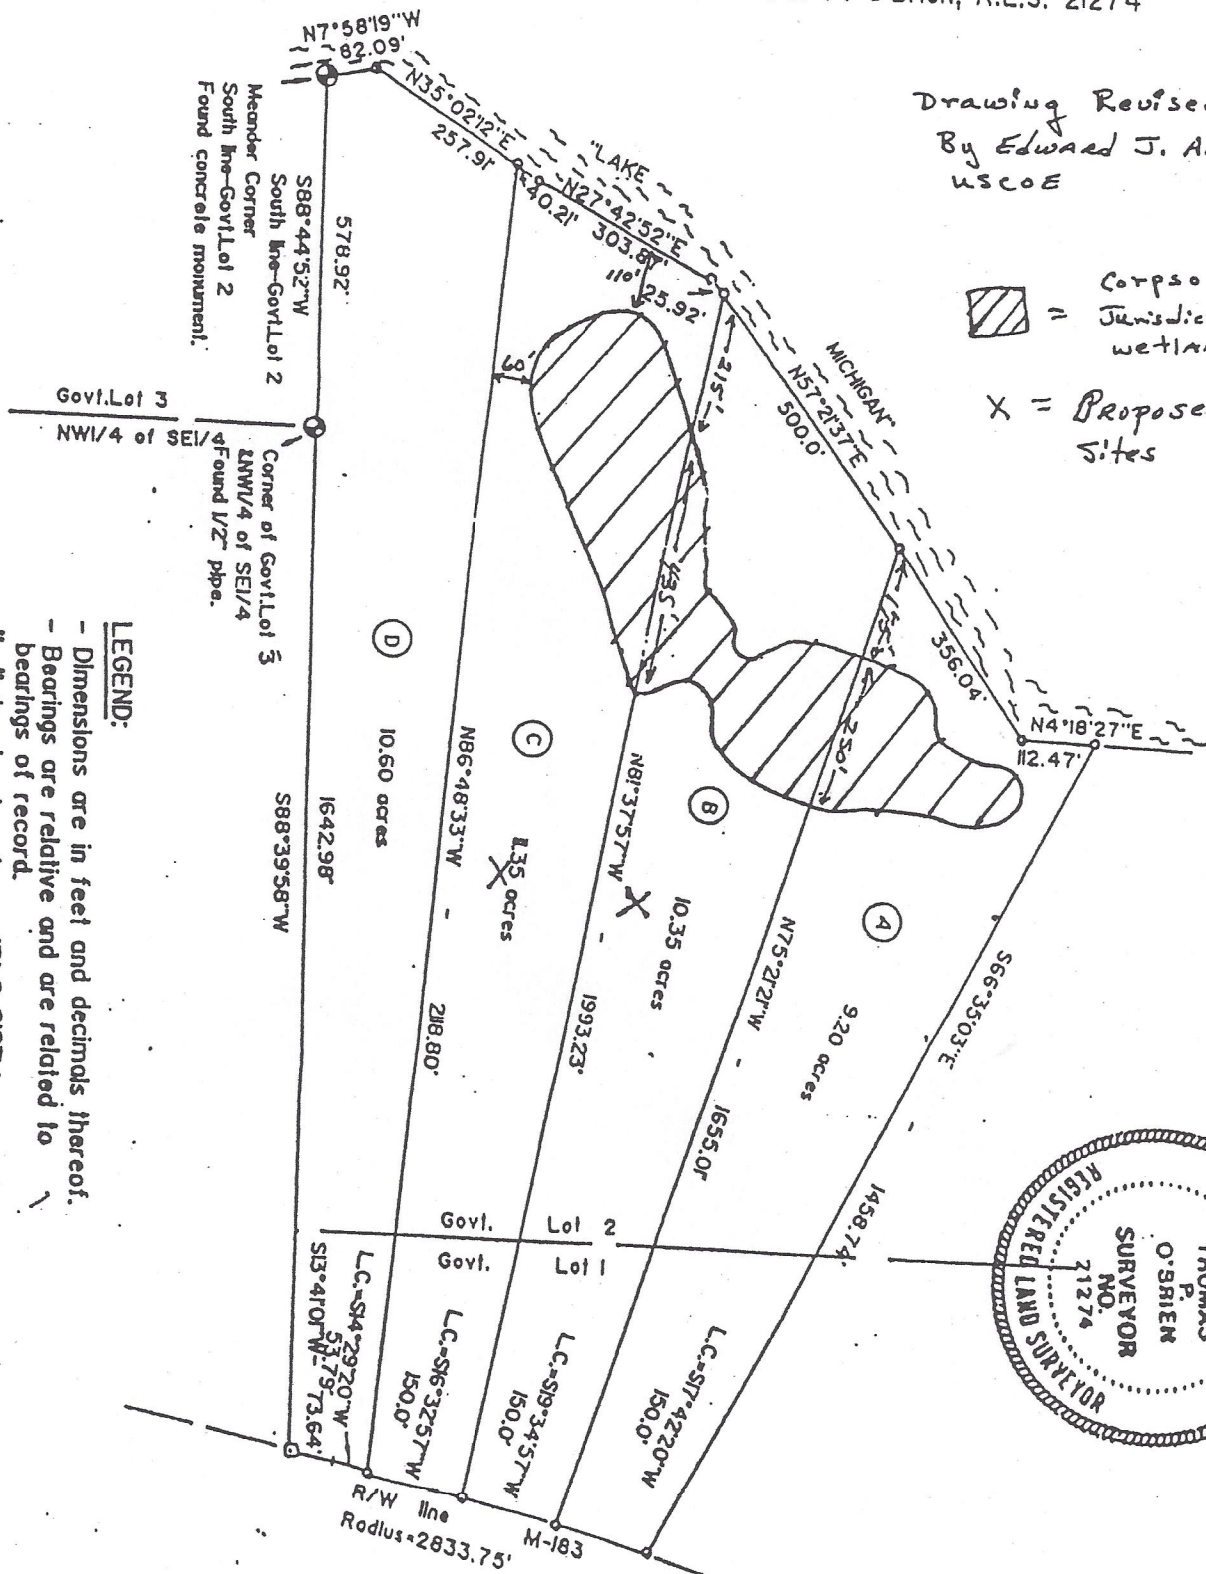 R.L.S. 21274
Drawing Revised
By Edward J. A.
USCOE
= Corps o
Jurisdic
wetlan
X = Propose
Sites
N7°58'19"W
82.09'
N35°02'12"E
257.91'
"LAKE
MICHIGAN"
40.21'
N27°42'52"E
303.87'
110'
25.92'
N57°21'37"E
500.0'
356.04'
N4°18'27"E
112.47'
215'
435'
155'
250'
60'
Meander Corner
South line-Govt.Lot 2
Found concrete monument.
South line-Govt.Lot 2
S88°44'52"W
578.92'
Govt.Lot 3
NW1/4 of SE1/4
Corner of Govt.Lot 3
&NW1/4 of SE1/4
Found 1/2" pipe.
D
10.60 acres
C
11.35 acres
X
B
10.35 acres
X
A
9.20 acres
1642.98'
S88°39'58"W
N86°48'33"W - 2118.80'
N81°37'57"W - 1993.23'
N75°21'21"W - 1655.01'
S66°35'03"E - 1458.74'
Govt. Lot 2
Govt. Lot 1
L.C.=S17°42'20"W
150.0'
L.C.=S19°34'57"W
150.0'
L.C.=S16°32'57"W
150.0'
L.C.=S14°29'20"W
53.79'
S13°41'01"W-73.64'
R/W line
Radius=2833.75'
M-183
LEGEND:
- Dimensions are in feet and decimals thereof.
- Bearings are relative and are related to
bearings of record.
THOMAS
P.
O'BRIEN
SURVEYOR
NO.
21274
REGISTERED LAND SURVEYOR